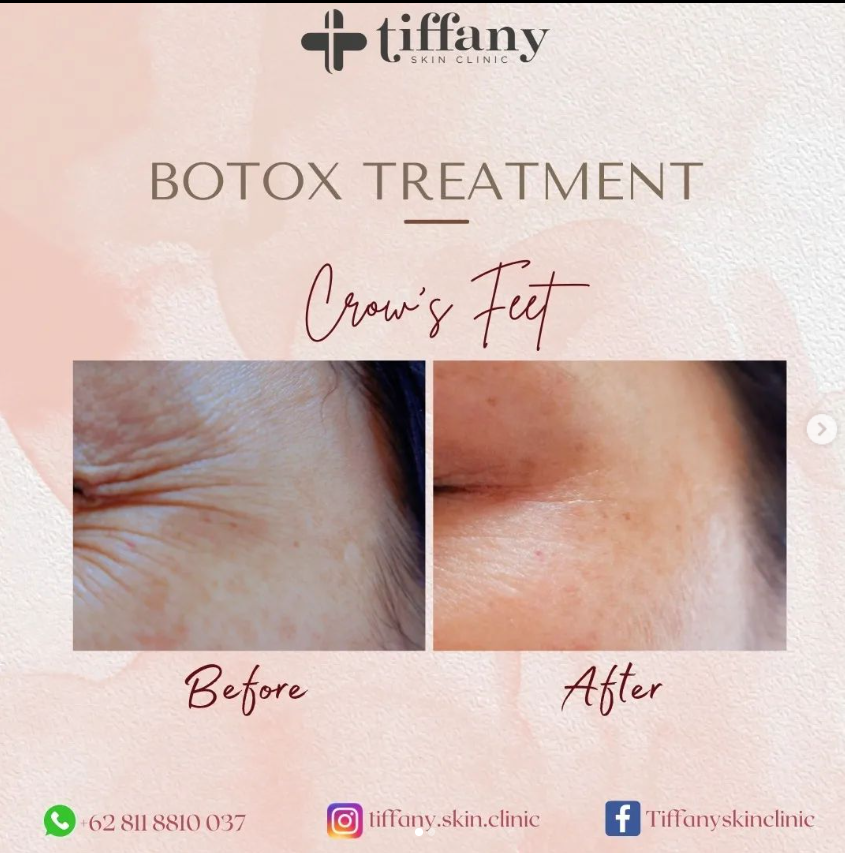 tiffany
SKIN CLINIC
BOTOX TREATMENT
Crow's Feet
Before
After
+62 811 8810 037
tiffany.skin.clinic
Tiffanyskinclinic